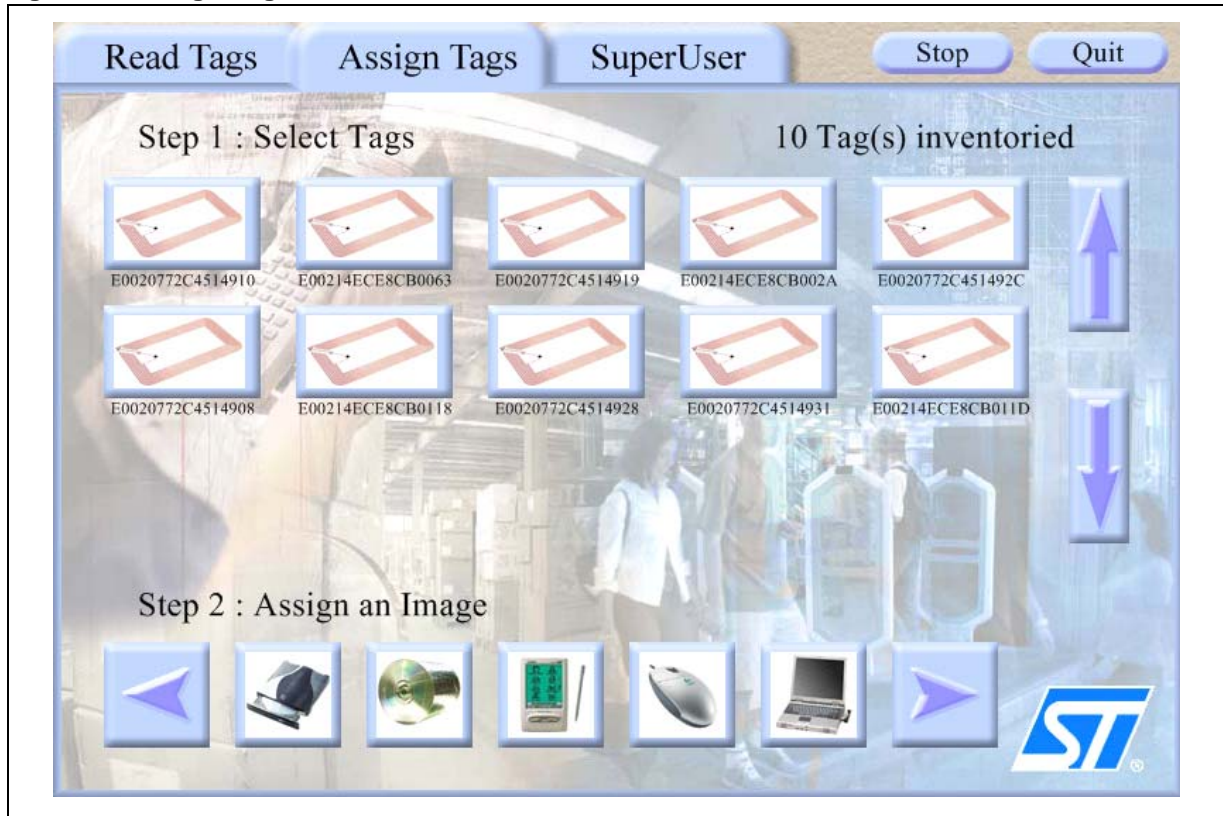 Read Tags Assign Tags SuperUser Stop Quit
Step 1 : Select Tags 10 Tag(s) inventoried
E0020772C4514910 E00214ECE8CB0063 E0020772C4514919 E00214ECE8CB002A E0020772C451492C
E0020772C4514908 E00214ECE8CB0118 E0020772C4514928 E0020772C4514931 E00214ECE8CB011D
Step 2 : Assign an Image
ST
®